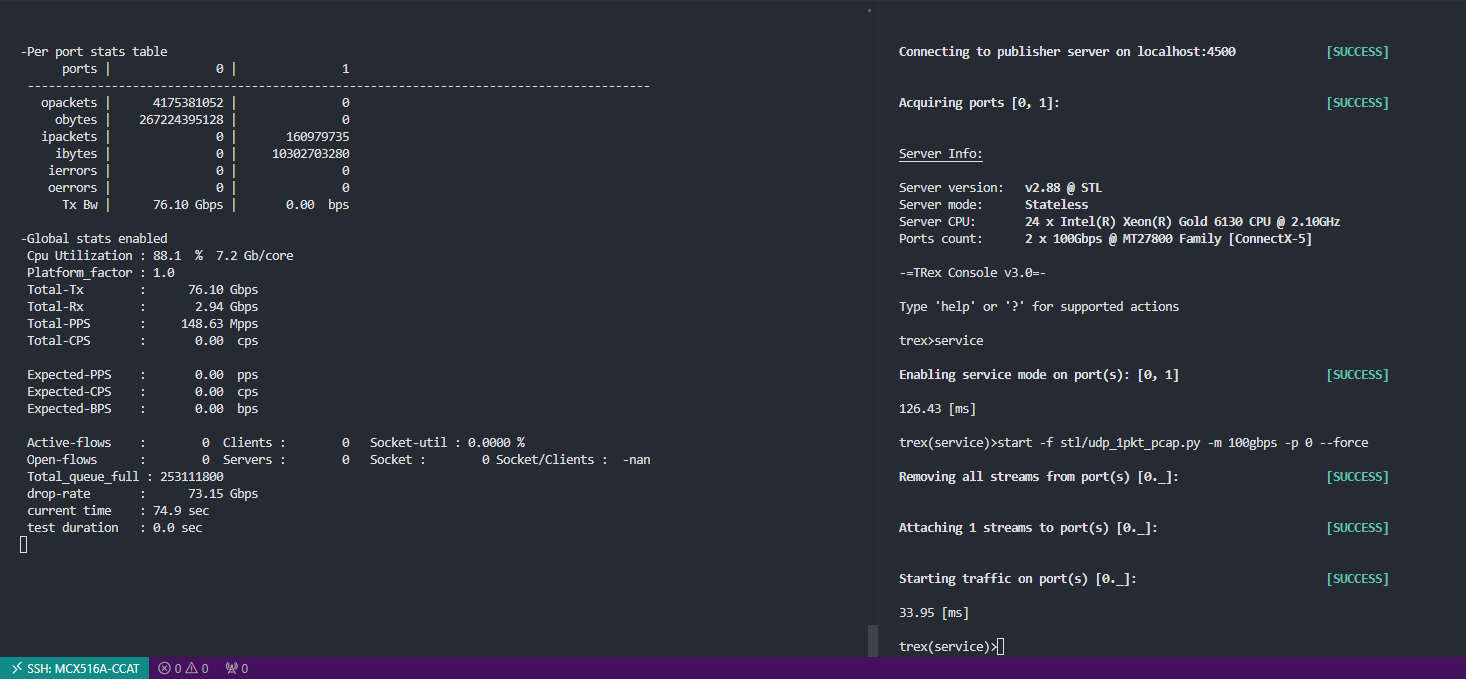 -Per port stats table
ports | 0 | 1
-----------------------------------------------------------------------------------------
opackets | 4175381052 | 0
obytes | 267224395128 | 0
ipackets | 0 | 160979735
ibytes | 0 | 10302703280
ierrors | 0 | 0
oerrors | 0 | 0
Tx Bw | 76.10 Gbps | 0.00 bps
-Global stats enabled
Cpu Utilization : 88.1 % 7.2 Gb/core
Platform_factor : 1.0
Total-Tx : 76.10 Gbps
Total-Rx : 2.94 Gbps
Total-PPS : 148.63 Mpps
Total-CPS : 0.00 cps
Expected-PPS : 0.00 pps
Expected-CPS : 0.00 cps
Expected-BPS : 0.00 bps
Active-flows : 0 Clients : 0 Socket-util : 0.0000 %
Open-flows : 0 Servers : 0 Socket : 0 Socket/Clients : -nan
Total_queue_full : 253111800
drop-rate : 73.15 Gbps
current time : 74.9 sec
test duration : 0.0 sec
Connecting to publisher server on localhost:4500 [SUCCESS]
Acquiring ports [0, 1]: [SUCCESS]
Server Info:
Server version: v2.88 @ STL
Server mode: Stateless
Server CPU: 24 x Intel(R) Xeon(R) Gold 6130 CPU @ 2.10GHz
Ports count: 2 x 100Gbps @ MT27800 Family [ConnectX-5]
-=TRex Console v3.0=-
Type 'help' or '?' for supported actions
trex>service
Enabling service mode on port(s): [0, 1] [SUCCESS]
126.43 [ms]
trex(service)>start -f stl/udp_1pkt_pcap.py -m 100gbps -p 0 --force
Removing all streams from port(s) [0._]: [SUCCESS]
Attaching 1 streams to port(s) [0._]: [SUCCESS]
Starting traffic on port(s) [0._]: [SUCCESS]
33.95 [ms]
trex(service)>
SSH: MCX516A-CCAT 0 0 0